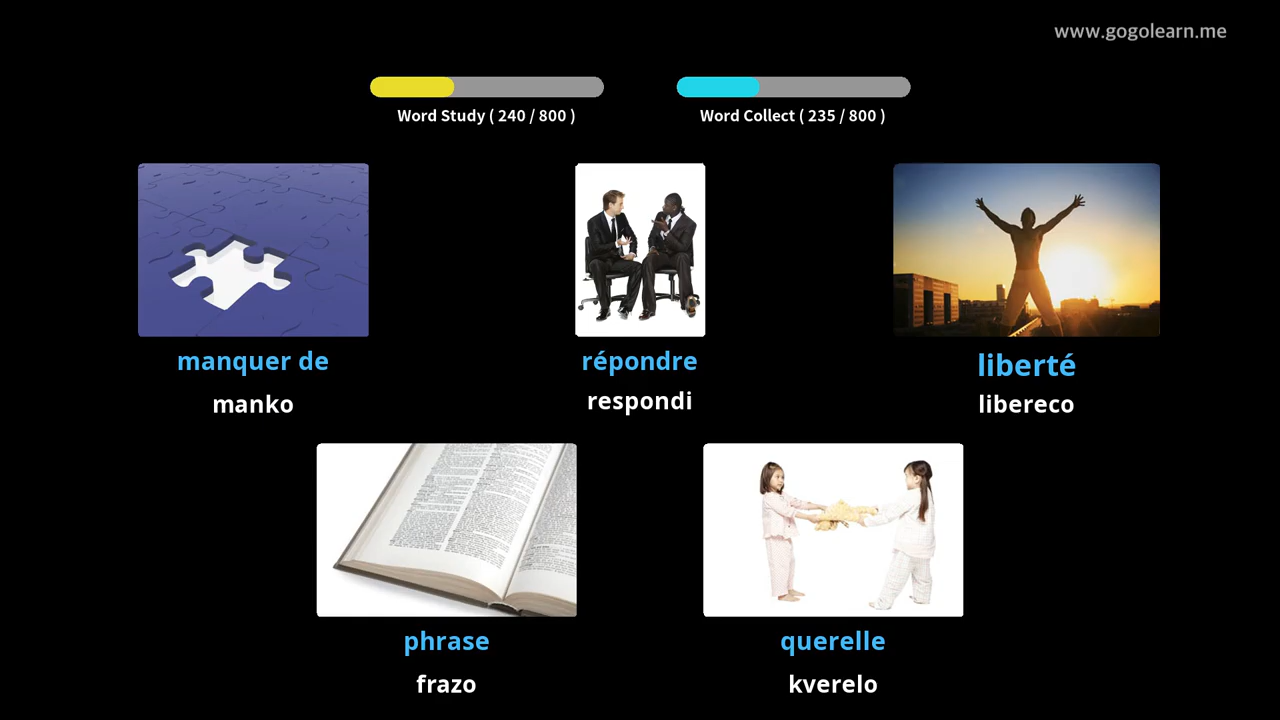 www.gogolearn.me
Word Study ( 240 / 800 )
Word Collect ( 235 / 800 )
manquer de
manko
répondre
respondi
liberté
libereco
phrase
frazo
querelle
kverelo